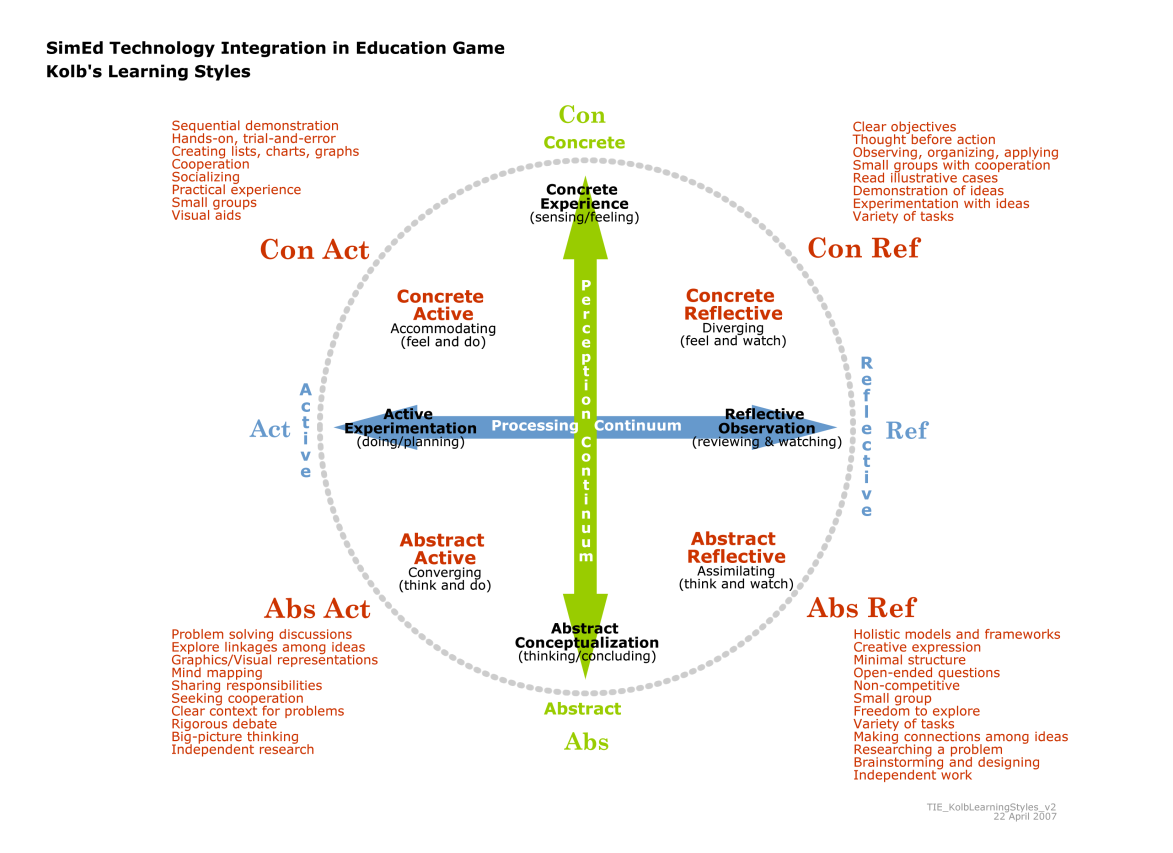 SimEd Technology Integration in Education Game
Kolb's Learning Styles
Con
Concrete
Sequential demonstration
Hands-on, trial-and-error
Creating lists, charts, graphs
Cooperation
Socializing
Practical experience
Small groups
Visual aids
Con Act
Clear objectives
Thought before action
Observing, organizing, applying
Small groups with cooperation
Read illustrative cases
Demonstration of ideas
Experimentation with ideas
Variety of tasks
Con Ref
Concrete
Experience
(sensing/feeling)
Concrete
Active
Accommodating
(feel and do)
Concrete
Reflective
Diverging
(feel and watch)
Perception Continuum
Act
Active
Active
Experimentation
(doing/planning)
Processing Continuum
Reflective
Observation
(reviewing & watching)
Reflective
Ref
Abstract
Active
Converging
(think and do)
Abstract
Reflective
Assimilating
(think and watch)
Abstract
Conceptualization
(thinking/concluding)
Abstract
Abs
Abs Act
Problem solving discussions
Explore linkages among ideas
Graphics/Visual representations
Mind mapping
Sharing responsibilities
Seeking cooperation
Clear context for problems
Rigorous debate
Big-picture thinking
Independent research
Abs Ref
Holistic models and frameworks
Creative expression
Minimal structure
Open-ended questions
Non-competitive
Small group
Freedom to explore
Variety of tasks
Making connections among ideas
Researching a problem
Brainstorming and designing
Independent work
TIE_KolbLearningStyles_v2
22 April 2007